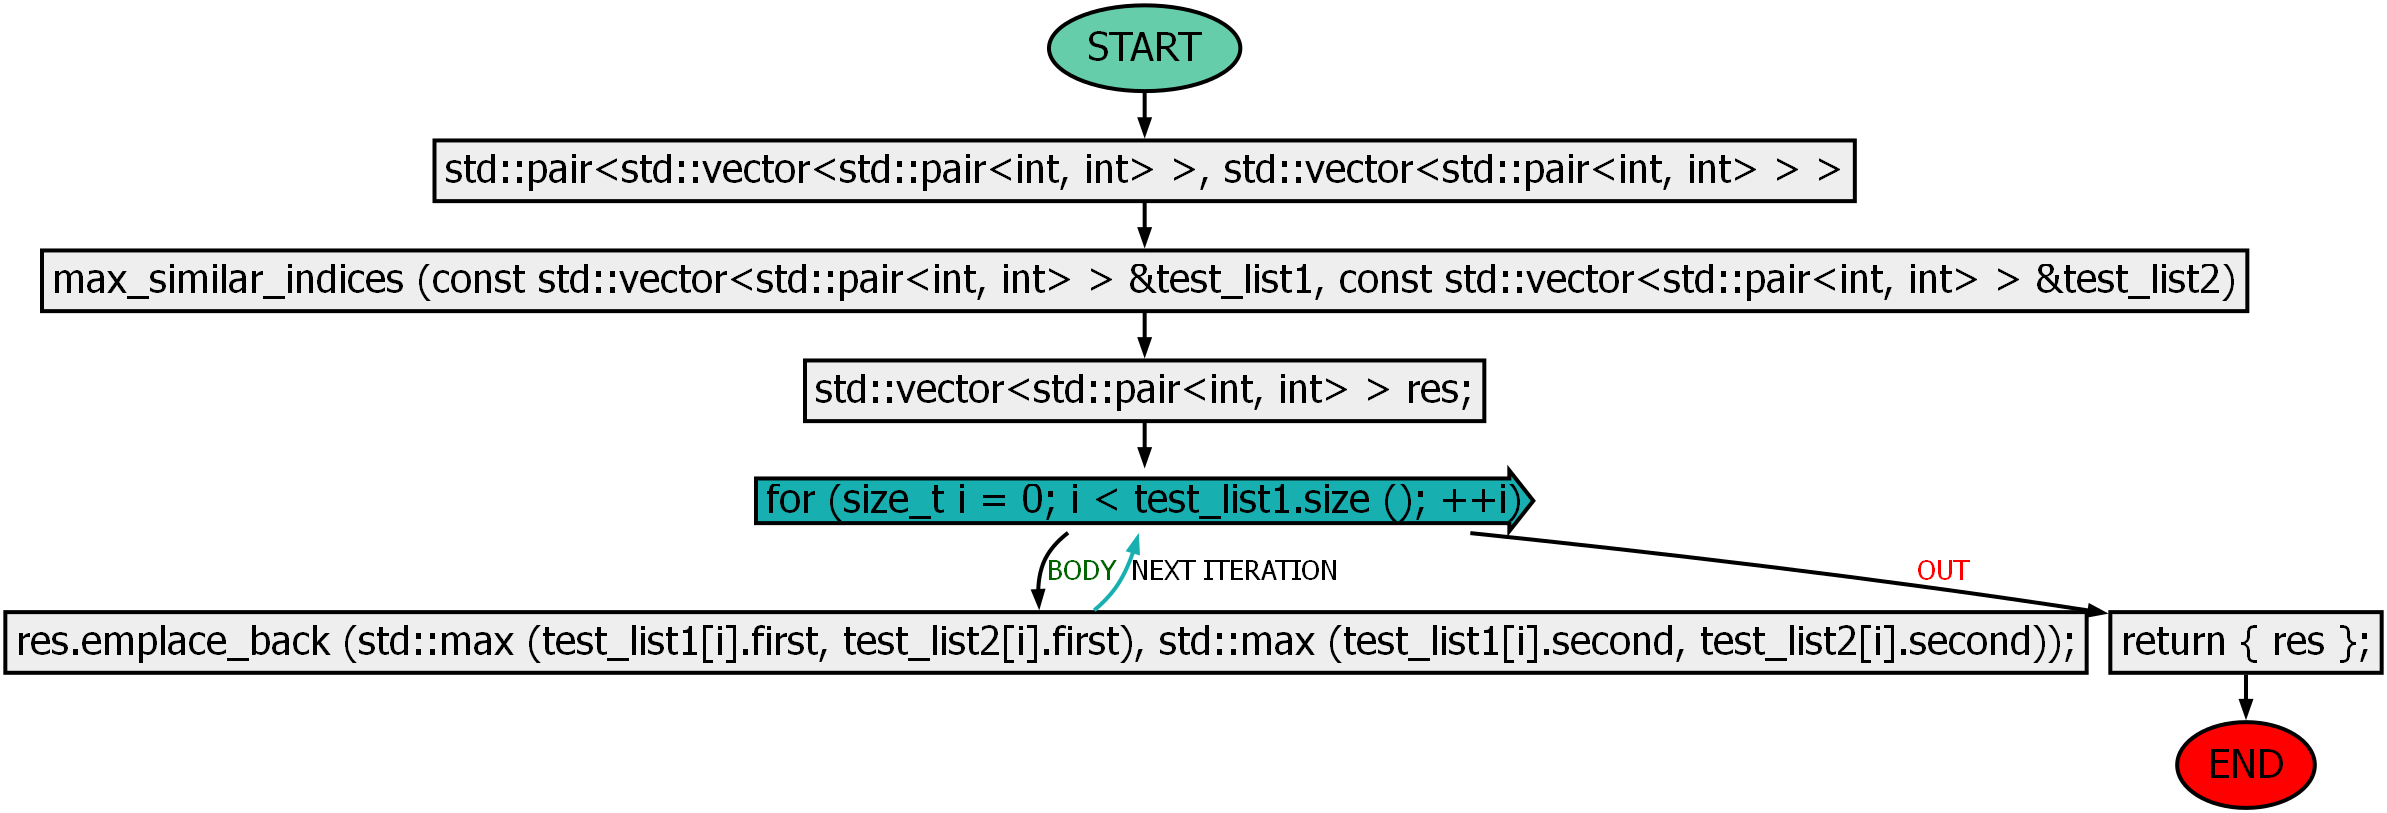 START
std::pair<std::vector<std::pair<int, int> >, std::vector<std::pair<int, int> > >
max_similar_indices (const std::vector<std::pair<int, int> > &test_list1, const std::vector<std::pair<int, int> > &test_list2)
std::vector<std::pair<int, int> > res;
for (size_t i = 0; i < test_list1.size (); ++i)
BODY
NEXT ITERATION
OUT
res.emplace_back (std::max (test_list1[i].first, test_list2[i].first), std::max (test_list1[i].second, test_list2[i].second));
return { res };
END